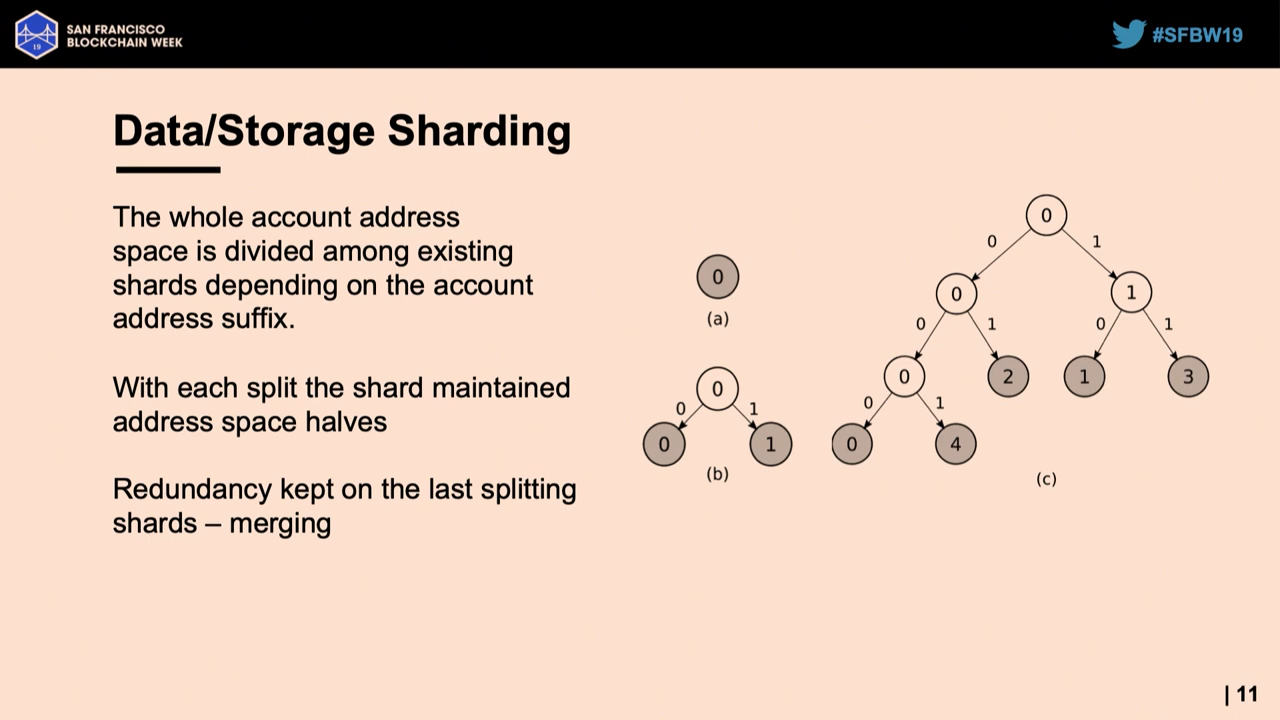 SAN FRANCISCO
BLOCKCHAIN WEEK
19
#SFBW19
Data/Storage Sharding
The whole account address
space is divided among existing
shards depending on the account
address suffix.
With each split the shard maintained
address space halves
Redundancy kept on the last splitting
shards – merging
0
(a)
0
0 1
0 1
(b)
0
0 1
0 1
0 1 0 1
0 2 1 3
0 1
0 4
(c)
| 11